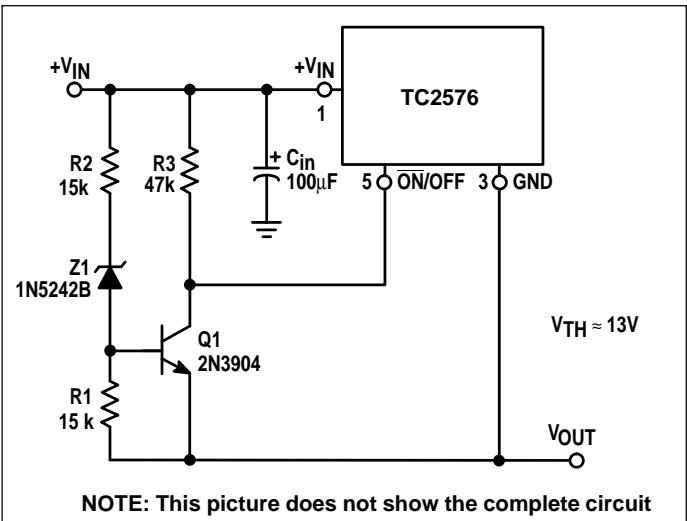 +VIN
+VIN
1
TC2576
R2
15k
R3
47k
+ Cin
100µF
5 ON/OFF 3 GND
Z1
1N5242B
Q1
2N3904
VTH ≈ 13V
R1
15 k
VOUT
NOTE: This picture does not show the complete circuit